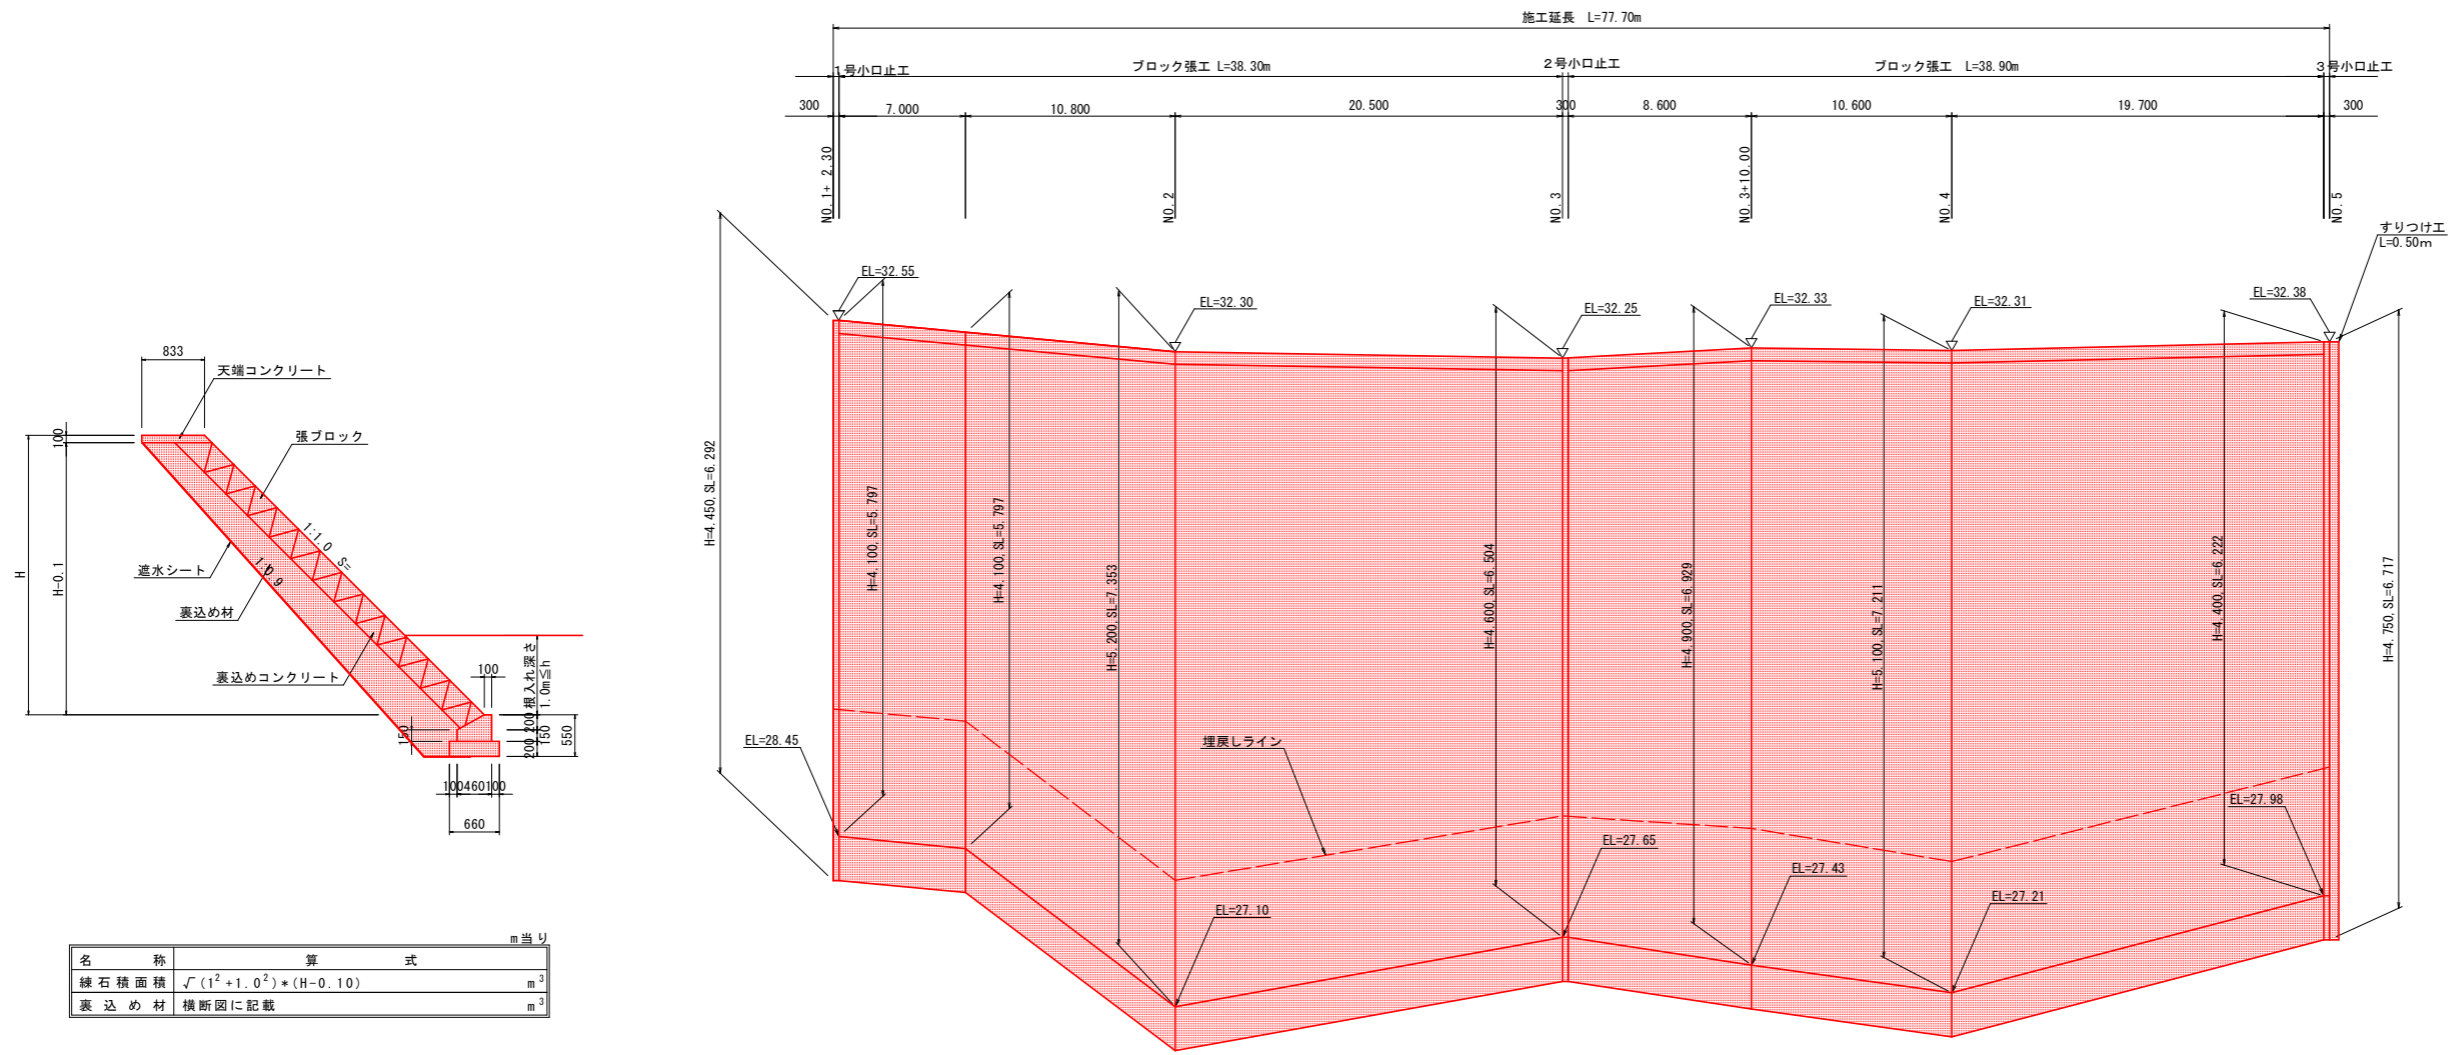 施工延長 L=77.70m
1号小口止工
ブロック張工 L=38.30m
2号小口止工
ブロック張工 L=38.90m
3号小口止工
300
7.000
10.800
20.500
300
8.600
10.600
19.700
300
NO.1+ 2.30
NO.2
NO.3
NO.3+10.00
NO.4
NO.5
すりつけ工
L=0.50m
EL=32.55
EL=32.30
EL=32.25
EL=32.33
EL=32.31
EL=32.38
H=4.450,SL=6.292
H=4.100,SL=5.797
H=4.100,SL=5.797
H=5.200,SL=7.353
H=4.600,SL=6.504
H=4.900,SL=6.929
H=5.100,SL=7.211
H=4.400,SL=6.222
H=4.750,SL=6.717
埋戻しライン
EL=28.45
EL=27.10
EL=27.65
EL=27.43
EL=27.21
EL=27.98
833
天端コンクリート
張ブロック
100
H
H-0.1
1:1.0 S=
1:0.9
遮水シート
裏込め材
裏込めコンクリート
100
根入れ深さ
1.0m≦h
200
150
200
550
150
100
460
100
660
m当り
名 称 算 式
練石積面積 √(1²+1.0²)*(H-0.10) m³
裏込め材 横断図に記載 m³